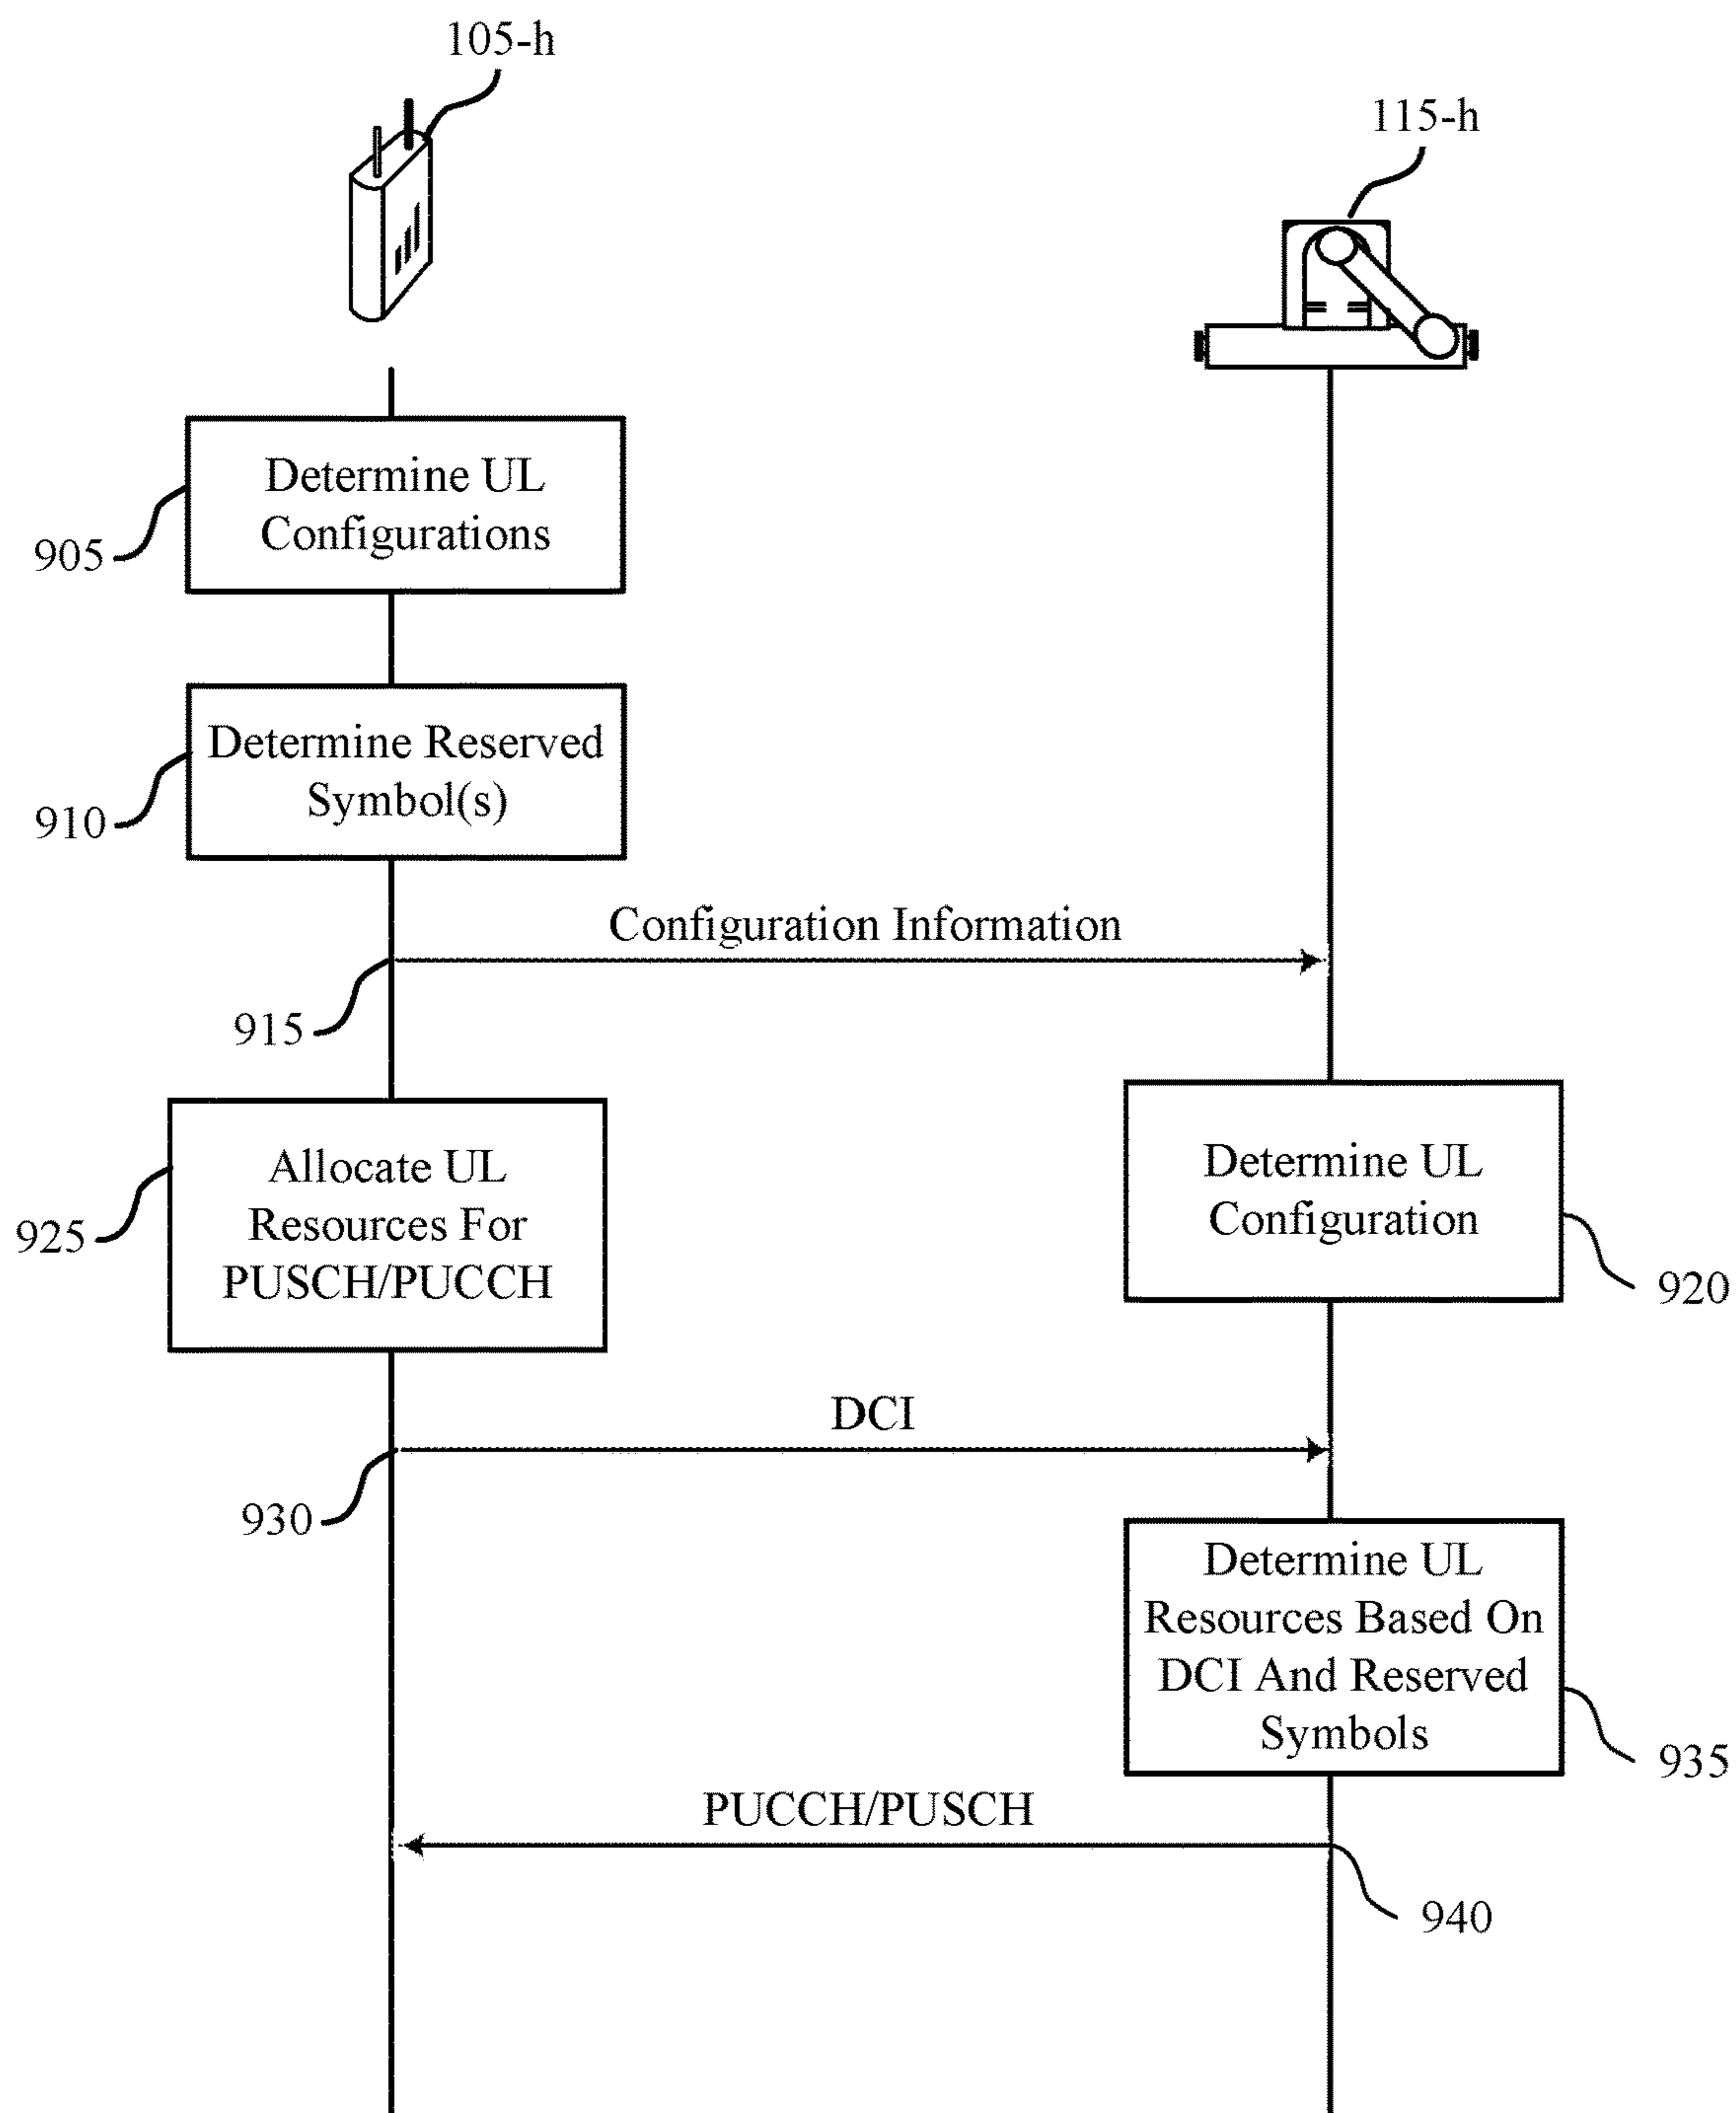 105-h
115-h
Determine UL
Configurations
905
Determine Reserved
Symbol(s)
910
Configuration Information
915
Allocate UL
Resources For
PUSCH/PUCCH
925
Determine UL
Configuration
920
DCI
930
Determine UL
Resources Based On
DCI And Reserved
Symbols
935
PUCCH/PUSCH
940